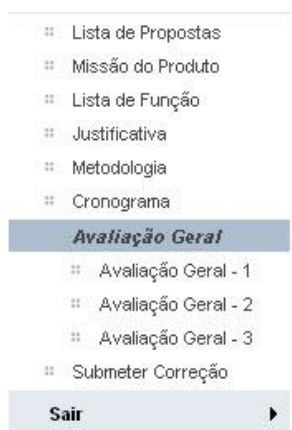 Lista de Propostas
Missão do Produto
Lista de Função
Justificativa
Metodologia
Cronograma
Avaliação Geral
Avaliação Geral - 1
Avaliação Geral - 2
Avaliação Geral - 3
Submeter Correção
Sair